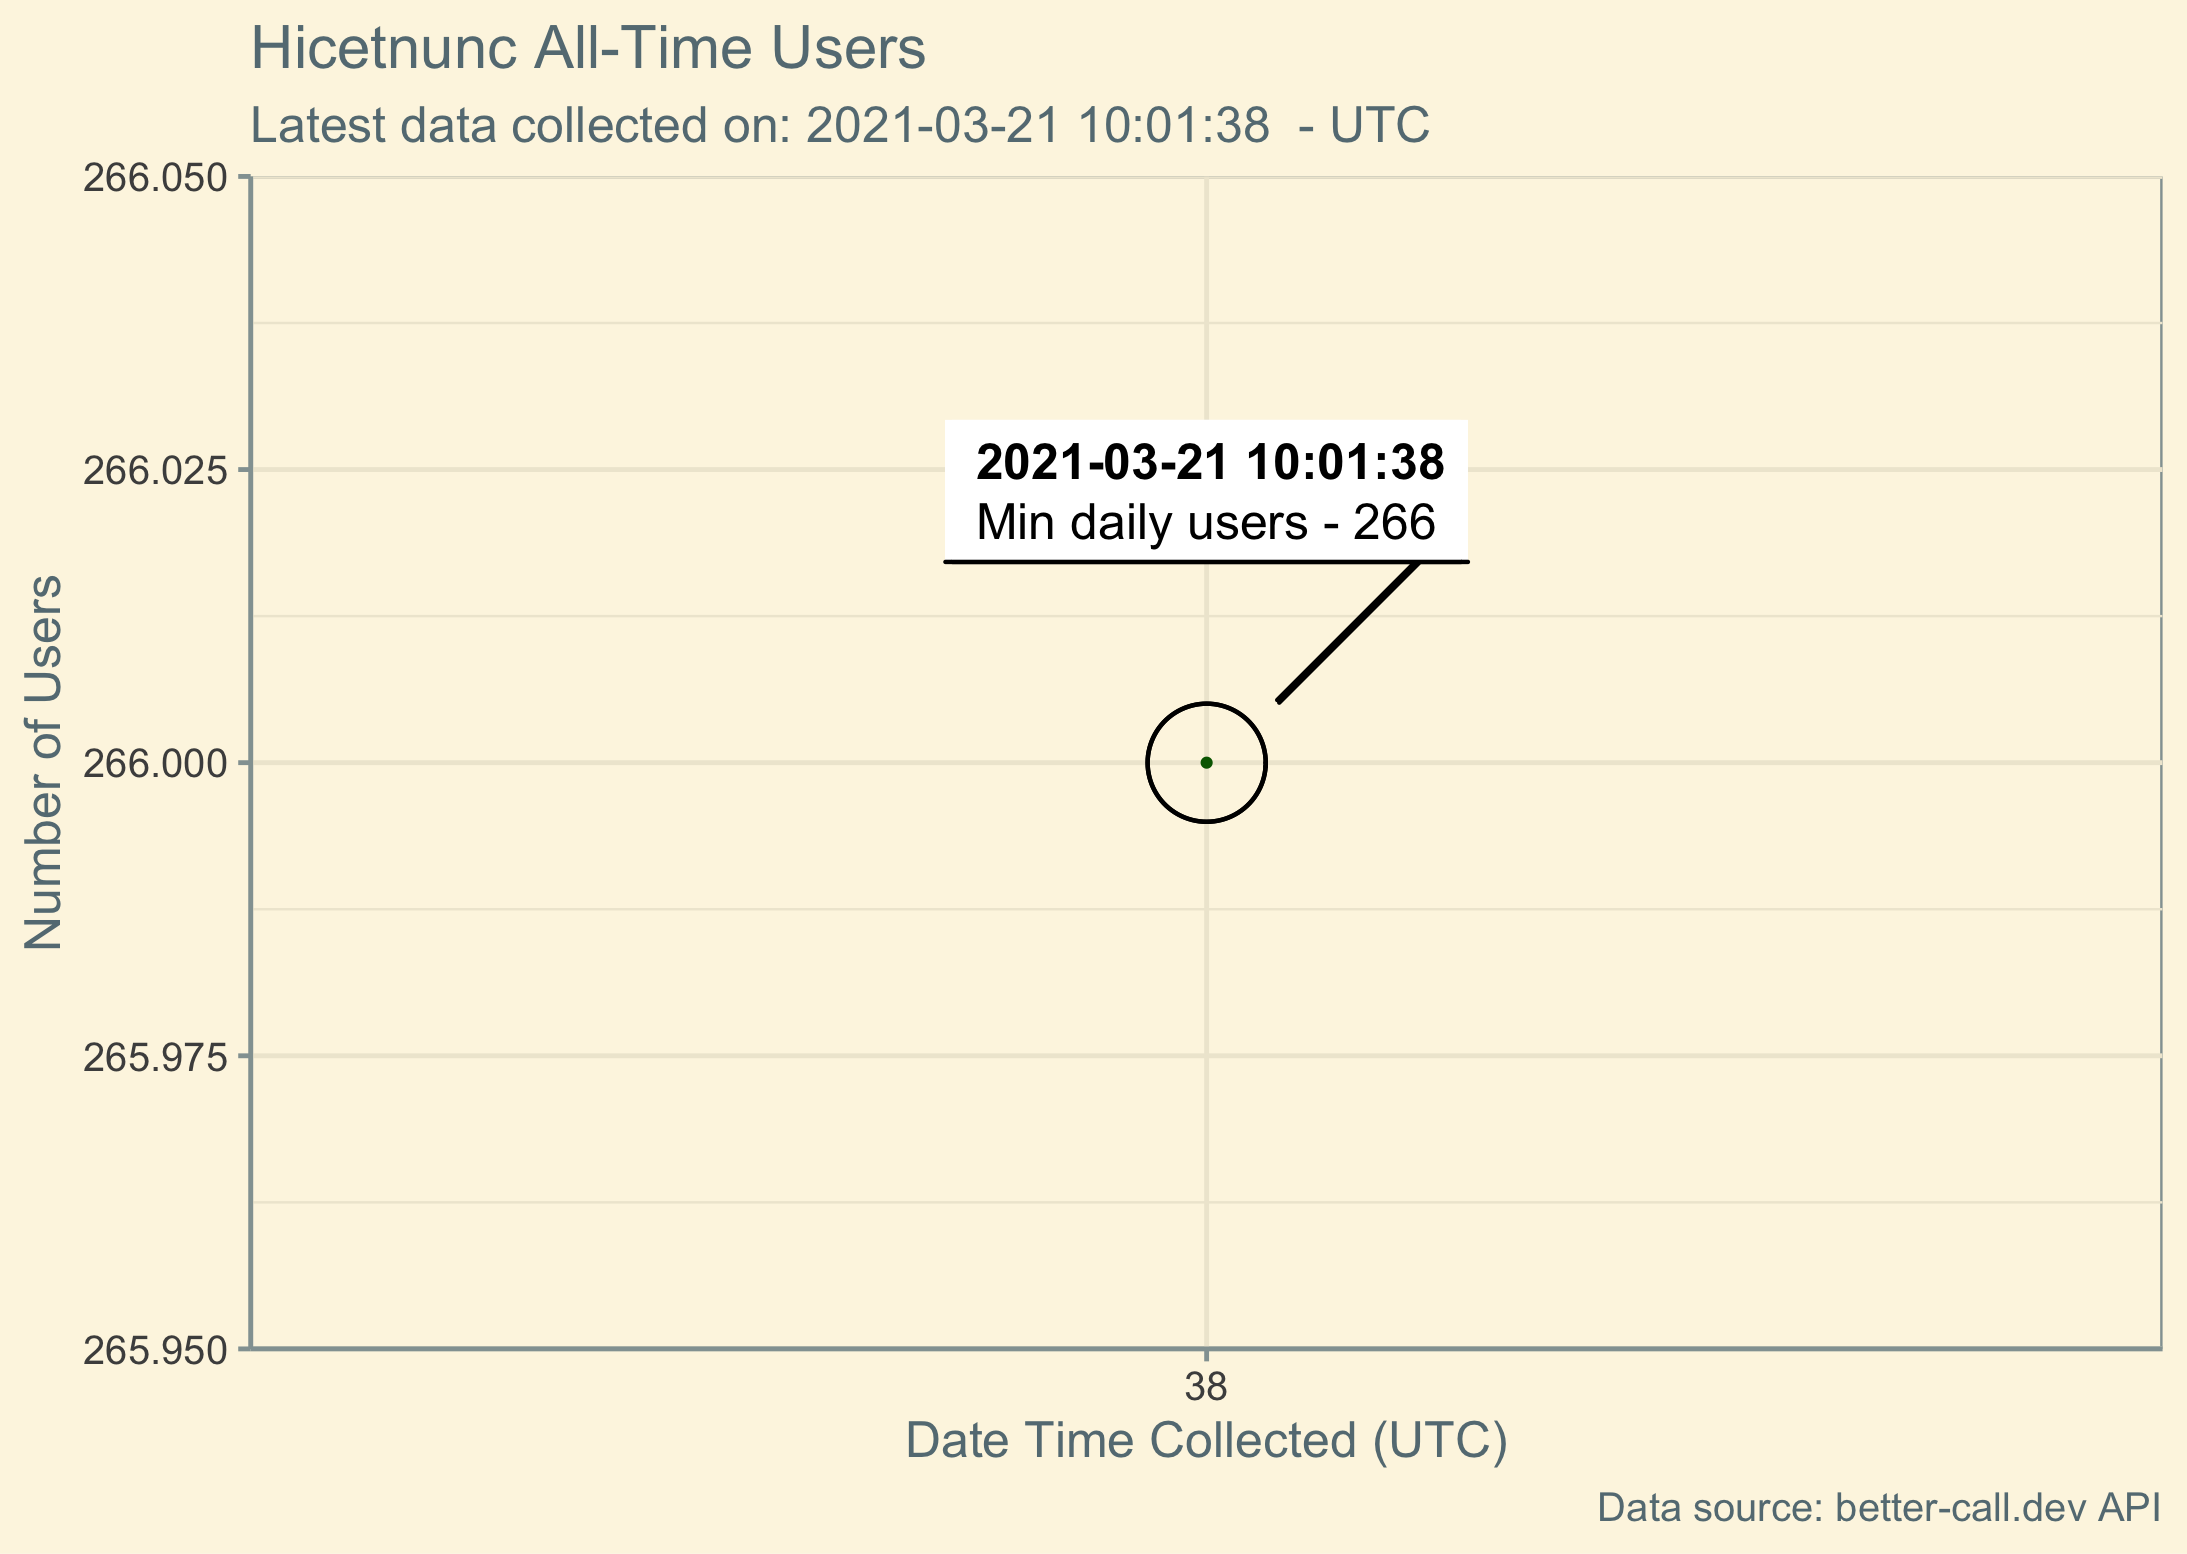 Hicetnunc All-Time Users
Latest data collected on: 2021-03-21 10:01:38  - UTC
266.050
266.025
266.000
265.975
265.950
Number of Users
2021-03-21 10:01:38
Min daily users - 266
38
Date Time Collected (UTC)
Data source: better-call.dev API